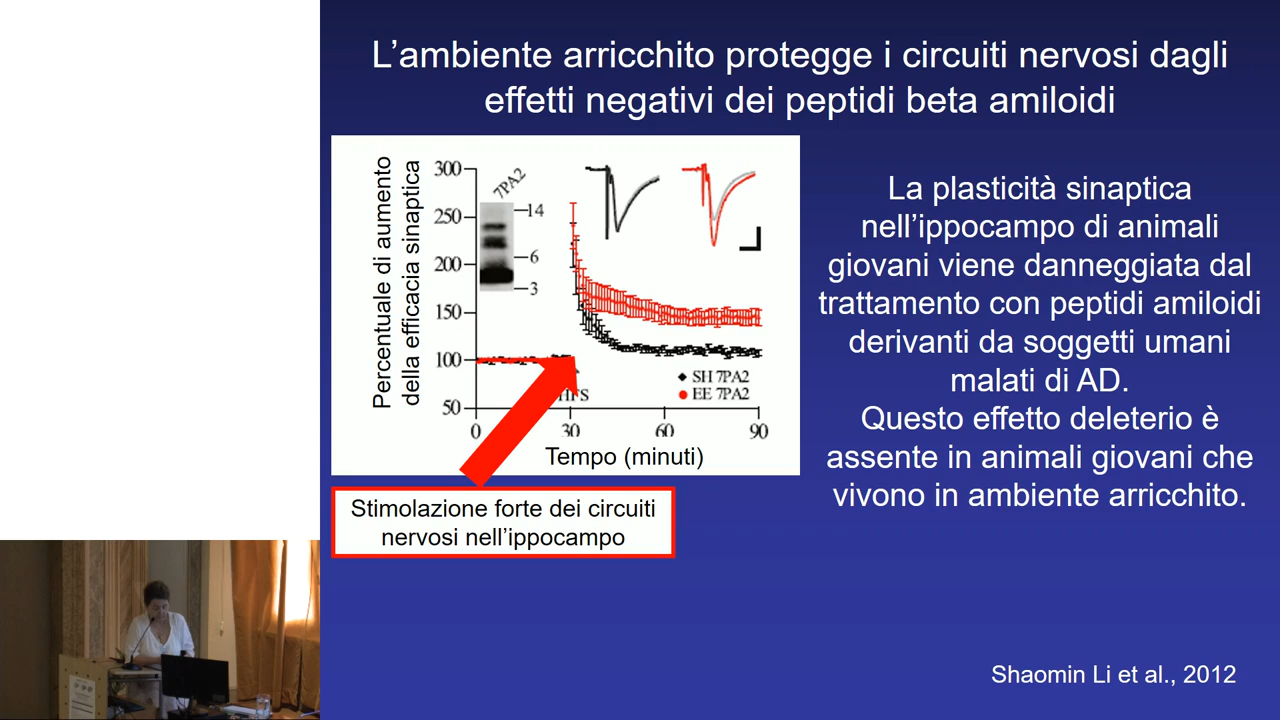 L’ambiente arricchito protegge i circuiti nervosi dagli
effetti negativi dei peptidi beta amiloidi
Percentuale di aumento
della efficacia sinaptica
300
250
200
150
100
50
7PA2
14
6
3
HFS
SH 7PA2
EE 7PA2
0
30
60
90
Tempo (minuti)
Stimolazione forte dei circuiti
nervosi nell’ippocampo
La plasticità sinaptica
nell’ippocampo di animali
giovani viene danneggiata dal
trattamento con peptidi amiloidi
derivanti da soggetti umani
malati di AD.
Questo effetto deleterio è
assente in animali giovani che
vivono in ambiente arricchito.
Shaomin Li et al., 2012